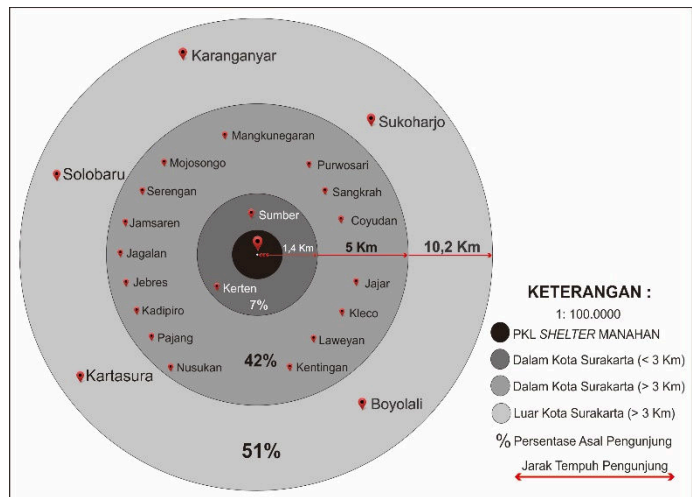 Karanganyar
Sukoharjo
Mangkunegaran
Mojosongo
Purwosari
Solobaru
Serengan
Sangkrah
Sumber
Coyudan
Jamsaren
Jagalan
1,4 Km
5 Km
10,2 Km
Jebres
Kerten
Jajar
7%
Kadipiro
Kleco
Pajang
Laweyan
42%
Nusukan
Kentingan
Kartasura
Boyolali
51%
KETERANGAN :
1: 100.0000
PKL SHELTER MANAHAN
Dalam Kota Surakarta (< 3 Km)
Dalam Kota Surakarta (> 3 Km)
Luar Kota Surakarta (> 3 Km)
% Persentase Asal Pengunjung
Jarak Tempuh Pengunjung